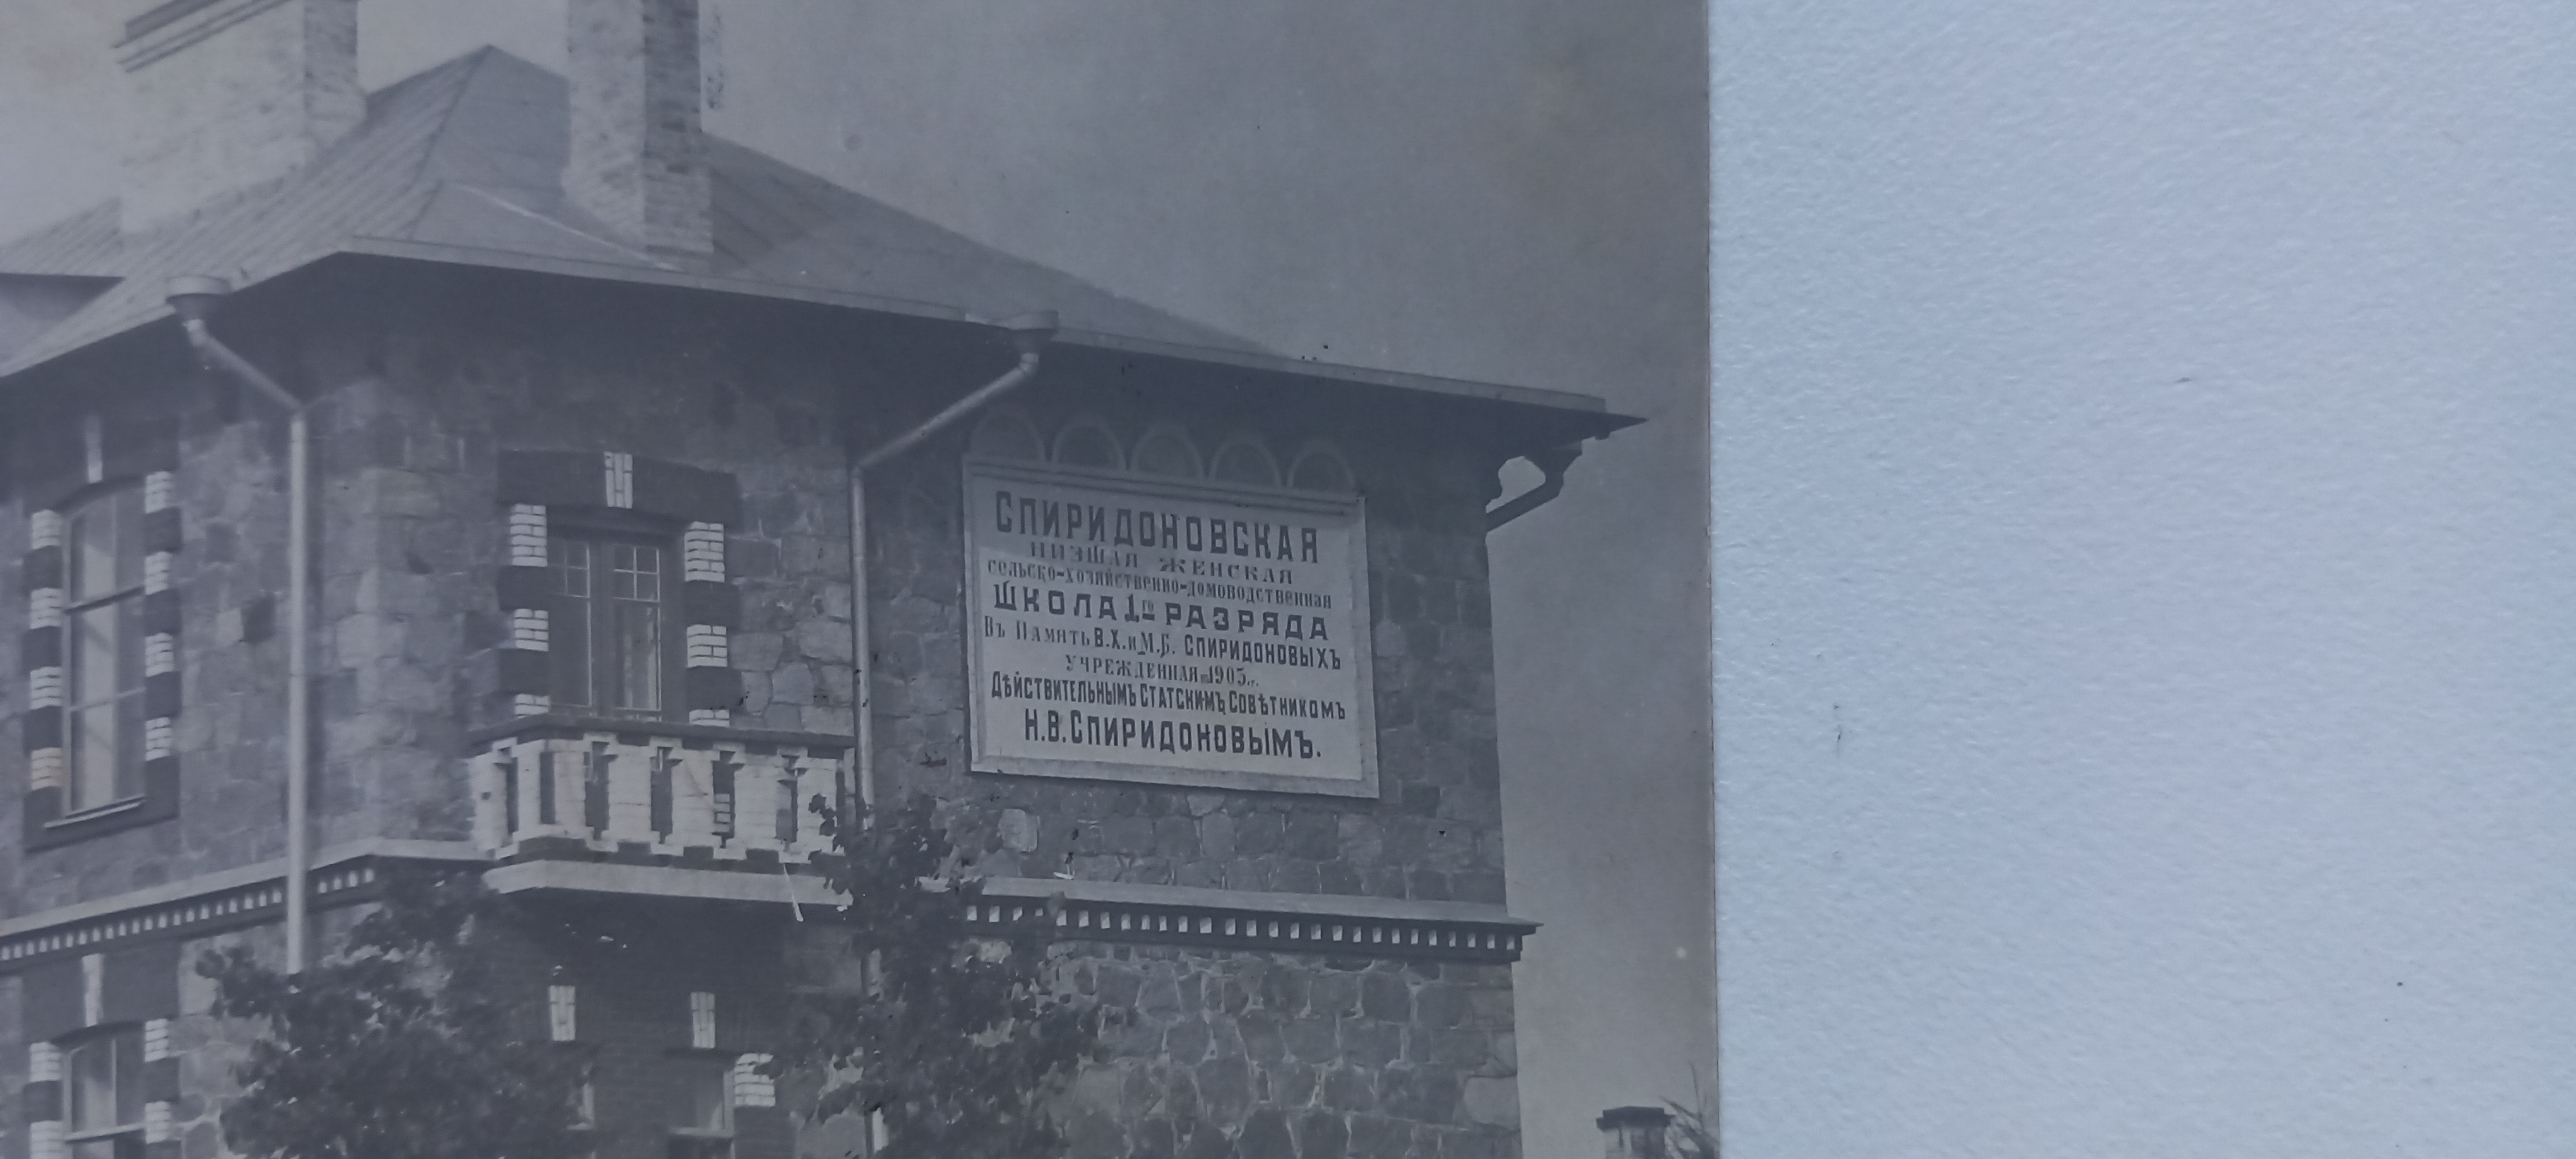 СПИРИДОНОВСКАЯ
НИЗШАЯ ЖЕНСКАЯ
СЕЛЬСКО-ХОЗЯЙСТВЕННО-ДОМОВОДСТВЕННАЯ
ШКОЛА 1го РАЗРЯДА
Въ Память В.Х. и М.Б. СПИРИДОНОВЫХЪ
УЧРЕЖДЕННАЯ въ 1905 г.
ДѢЙСТВИТЕЛЬНЫМЪ СТАТСКИМЪ СОВѢТНИКОМЪ
Н.В.СПИРИДОНОВЫМЪ.